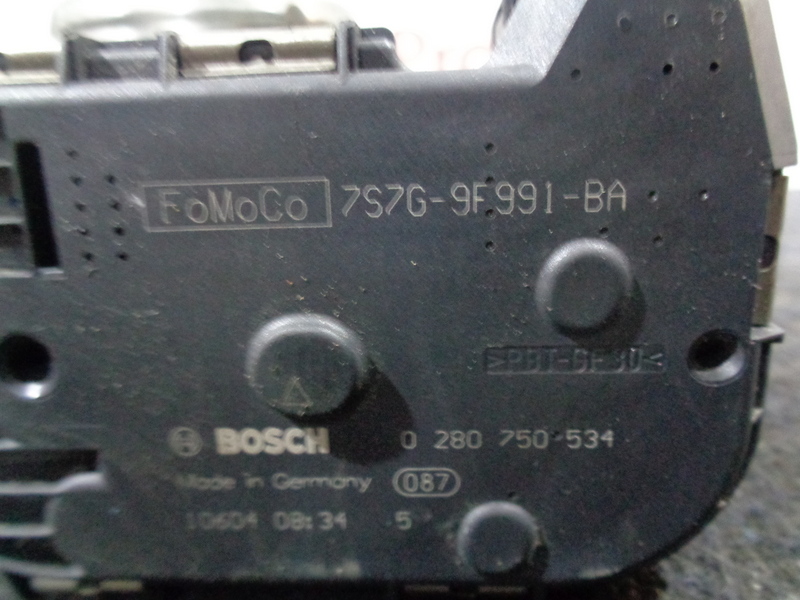 FoMoCo 7S7G-9F991-BA
>PBT-GF30<
BOSCH 0 280 750 534
Made in Germany 087
10604 08:34 5